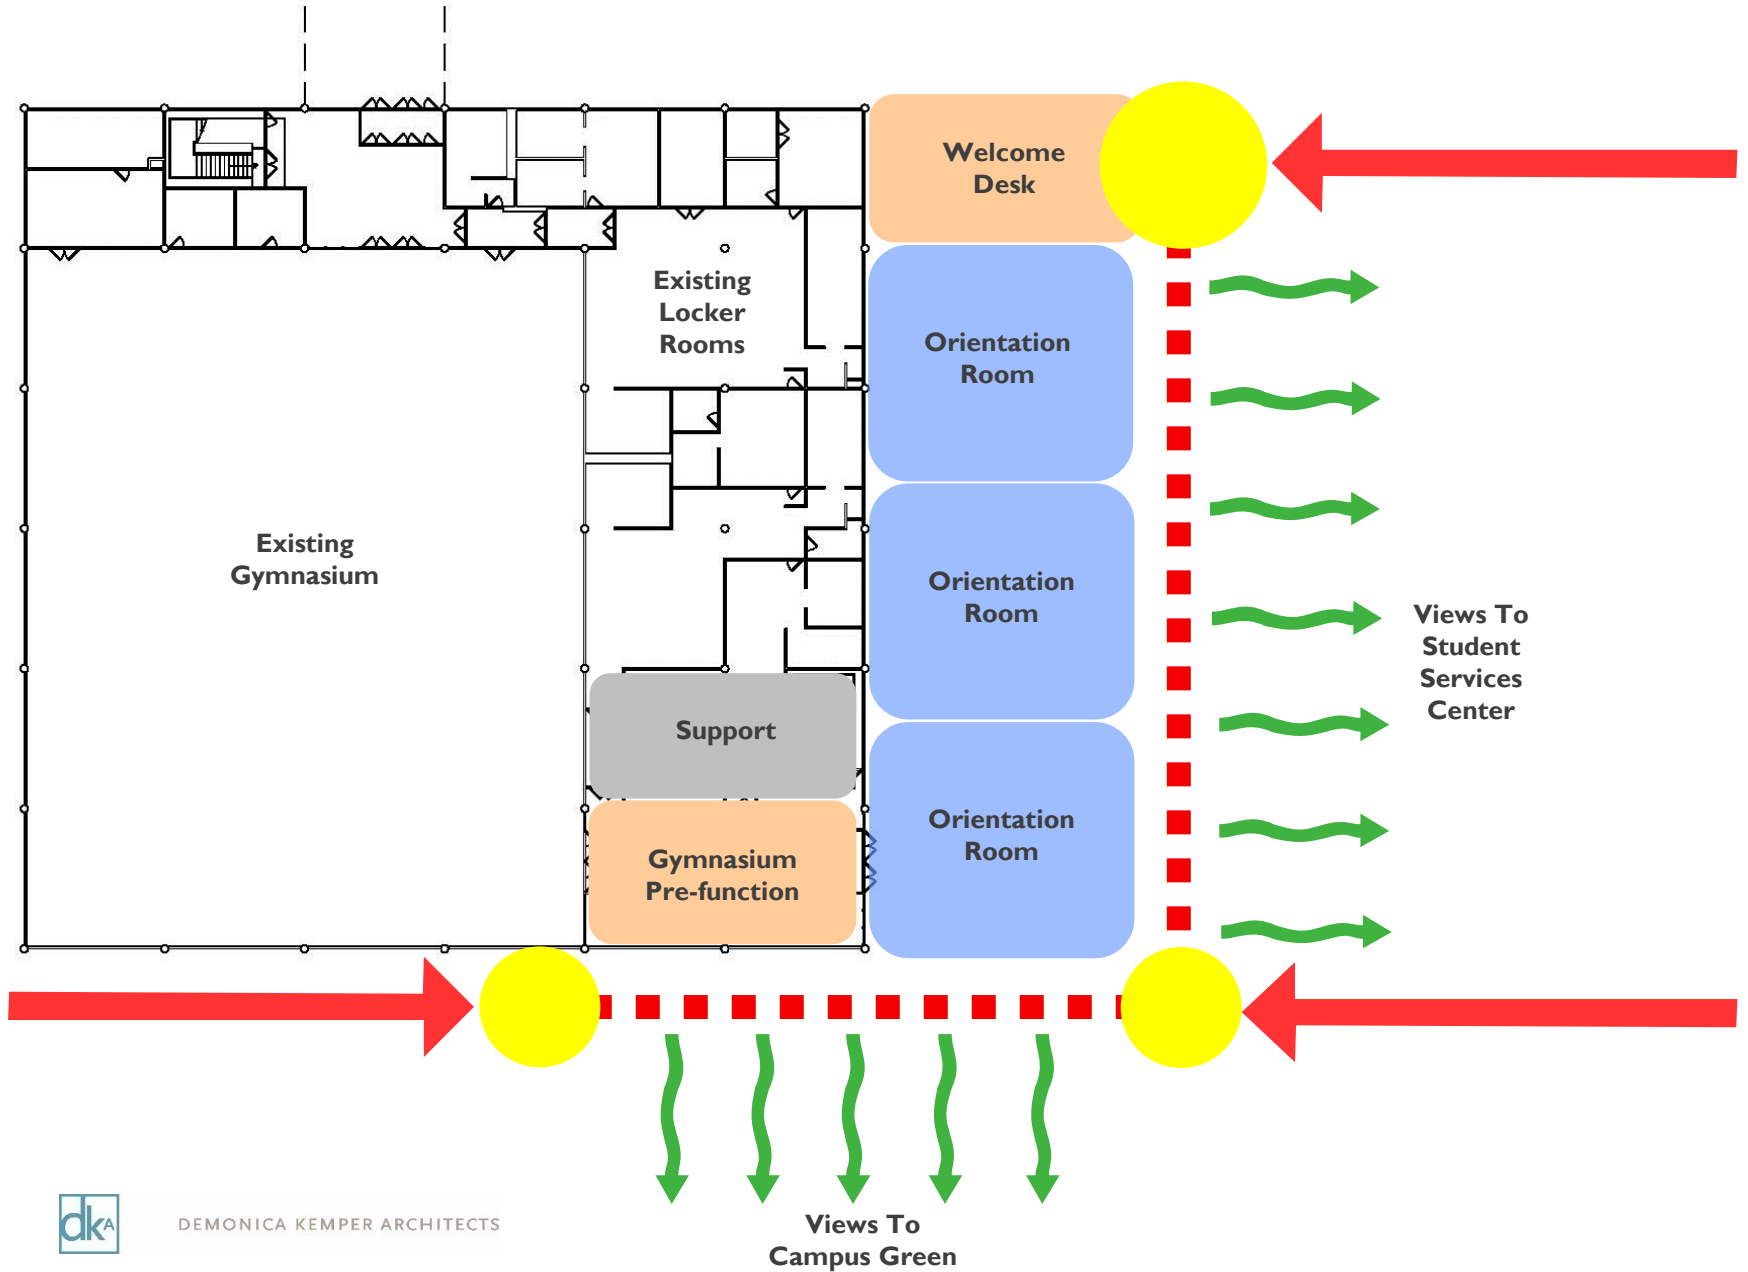 Welcome
Desk
Existing
Locker
Rooms
Orientation
Room
Existing
Gymnasium
Orientation
Room
Views To
Student
Services
Center
Support
Orientation
Room
Gymnasium
Pre-function
dkA
DEMONICA KEMPER ARCHITECTS
Views To
Campus Green